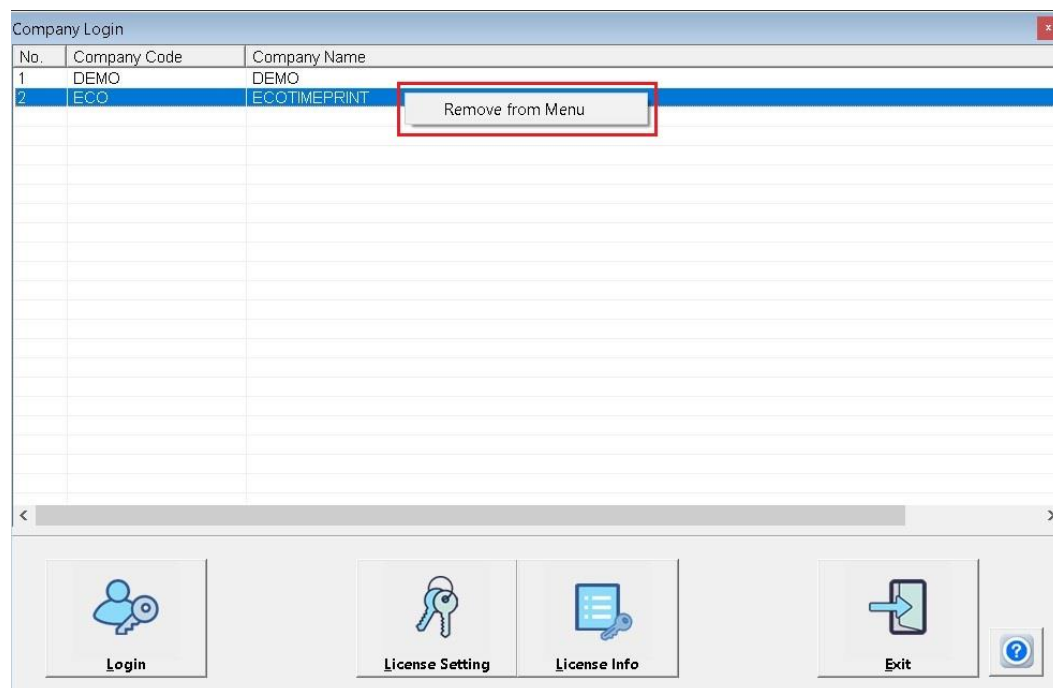 Company Login
x
No. Company Code Company Name
1 DEMO DEMO
2 ECO ECOTIMEPRINT
Remove from Menu
Login License Setting License Info Exit ?